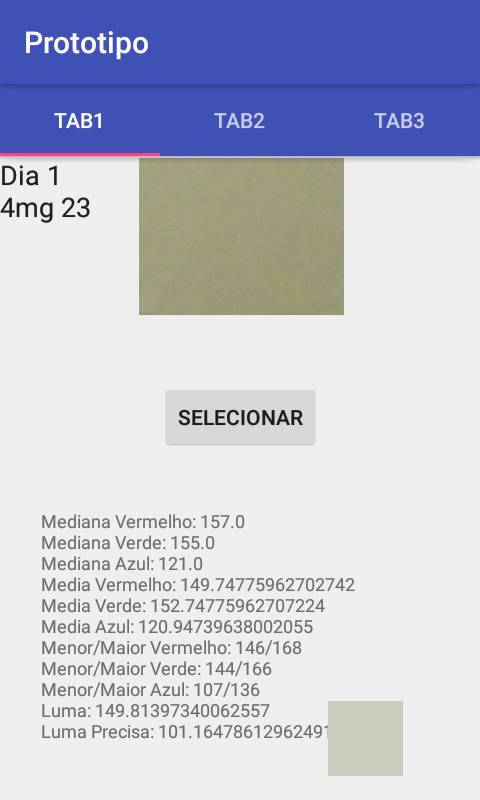 Prototipo
TAB1 TAB2 TAB3
Dia 1
4mg 23
SELECIONAR
Mediana Vermelho: 157.0
Mediana Verde: 155.0
Mediana Azul: 121.0
Media Vermelho: 149.74775962702742
Media Verde: 152.74775962707224
Media Azul: 120.94739638002055
Menor/Maior Vermelho: 146/168
Menor/Maior Verde: 144/166
Menor/Maior Azul: 107/136
Luma: 149.81397340062557
Luma Precisa: 101.16478612962491